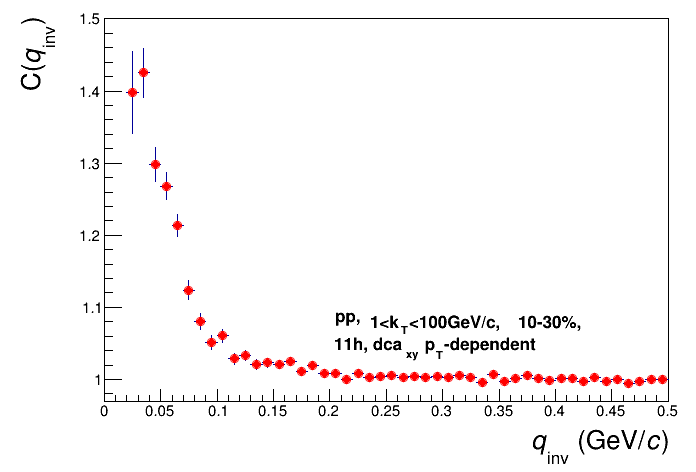 C(q_inv)
1.5
1.4
1.3
1.2
1.1
1
pp, 1<k_T<100GeV/c, 10-30%,
11h, dca_xy p_T-dependent
0 0.05 0.1 0.15 0.2 0.25 0.3 0.35 0.4 0.45 0.5
q_inv (GeV/c)